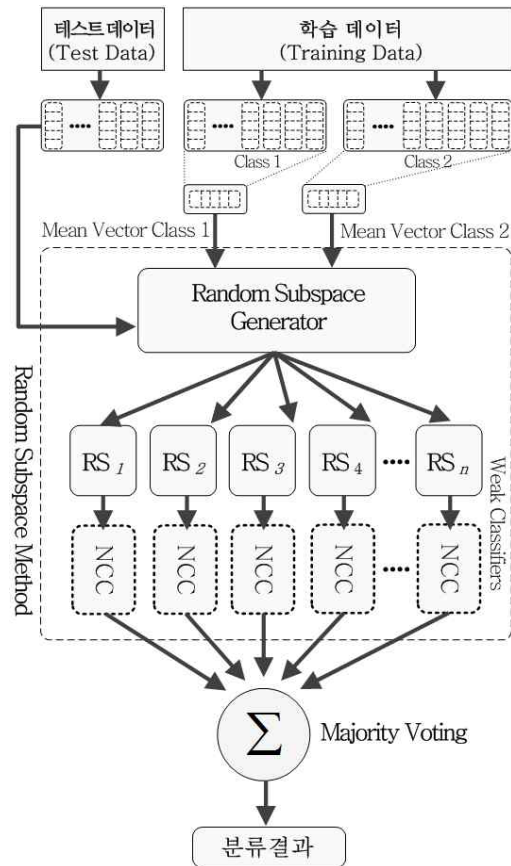 테스트데이터
(Test Data)
학습 데이터
(Training Data)
Class 1
Class 2
Mean Vector Class 1
Mean Vector Class 2
Random Subspace
Generator
Random Subspace Method
RS 1
RS 2
RS 3
RS 4
RS n
Weak Classifiers
NCC
NCC
NCC
NCC
NCC
Σ
Majority Voting
분류결과